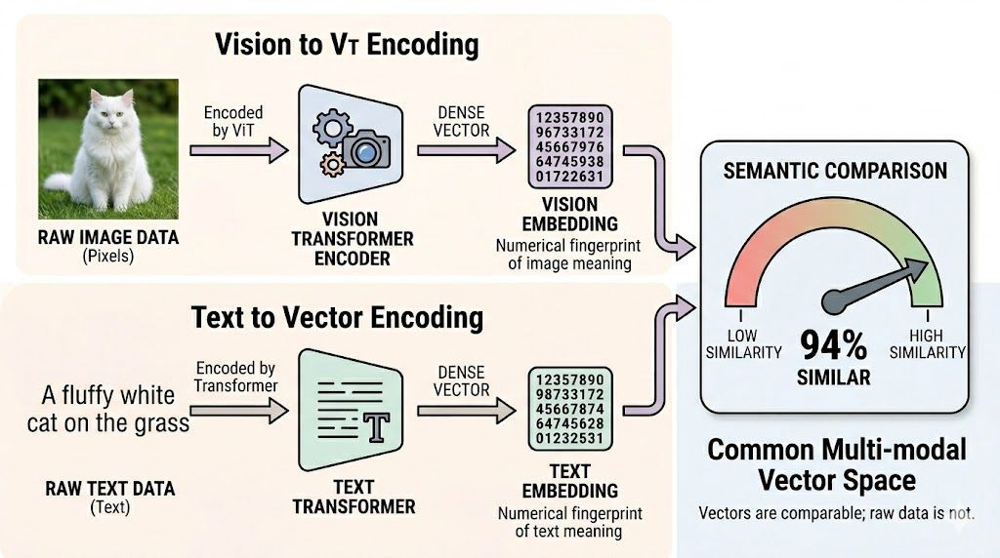 Vision to VT Encoding
Encoded
by ViT
DENSE
VECTOR
12357890
96733172
45667976
64745938
01722631
RAW IMAGE DATA
(Pixels)
VISION
TRANSFORMER
ENCODER
VISION
EMBEDDING
Numerical fingerprint
of image meaning
Text to Vector Encoding
A fluffy white
cat on the grass
Encoded by
Transformer
T
DENSE
VECTOR
12357890
98733172
45667874
64745628
01232531
RAW TEXT DATA
(Text)
TEXT
TRANSFORMER
TEXT
EMBEDDING
Numerical fingerprint
of text meaning
SEMANTIC COMPARISON
LOW
SIMILARITY
94%
SIMILAR
HIGH
SIMILARITY
Common Multi-modal
Vector Space
Vectors are comparable; raw data is not.